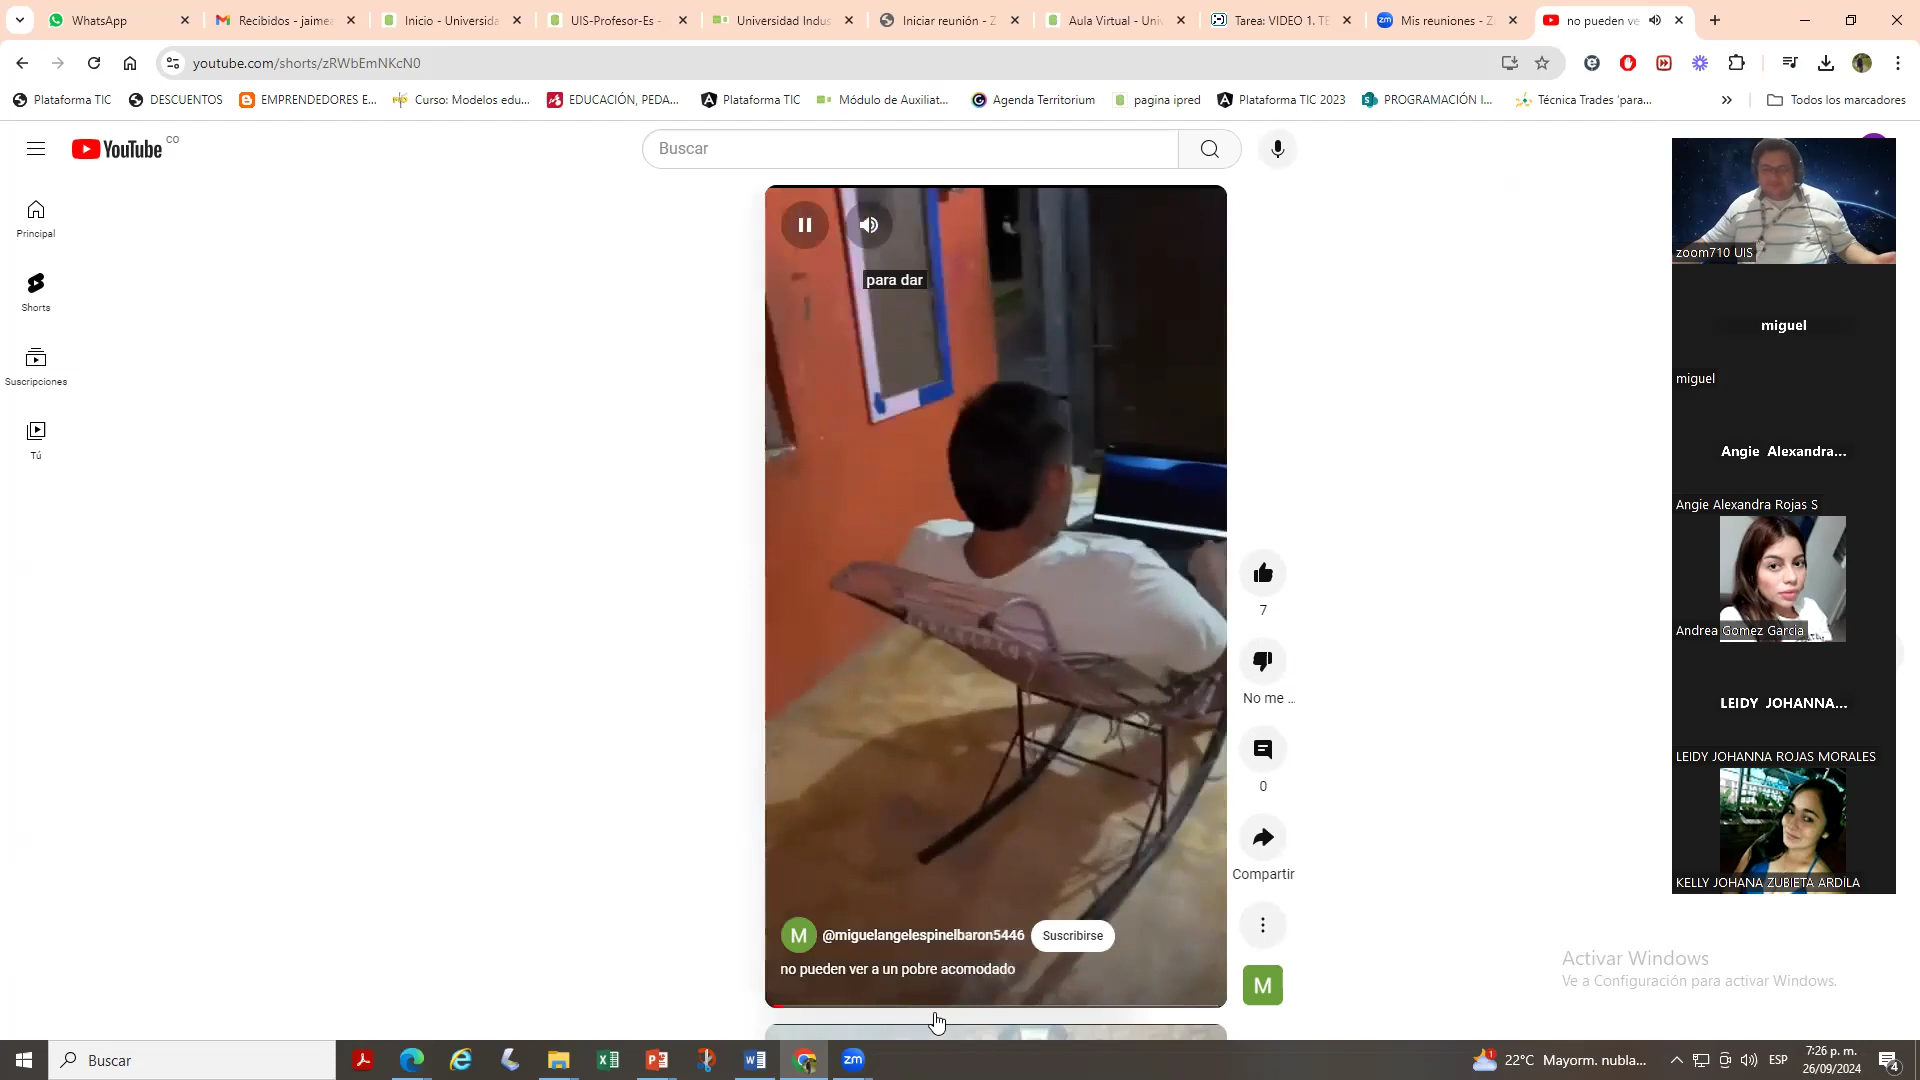 WhatsApp
Recibidos - jaimea
Inicio - Universida
UIS-Profesor-Es -
Universidad Indus
Iniciar reunión - Z
Aula Virtual - Uni
Tarea: VIDEO 1. TE
Mis reuniones - Z
no pueden ve
youtube.com/shorts/zRWbEmNKcN0
Plataforma TIC
DESCUENTOS
EMPRENDEDORES E...
Curso: Modelos edu...
EDUCACIÓN, PEDA...
Plataforma TIC
Módulo de Auxiliat...
Agenda Territorium
pagina ipred
Plataforma TIC 2023
PROGRAMACIÓN I...
Técnica Trades 'para...
Todos los marcadores
YouTube CO
Buscar
Principal
Shorts
Suscripciones
Tú
para dar
@miguelangelespinelbaron5446
Suscribirse
no pueden ver a un pobre acomodado
7
No me ...
0
Compartir
M
M
zoom710 UIS
miguel
miguel
Angie Alexandra...
Angie Alexandra Rojas S
Andrea Gomez Garcia
LEIDY JOHANNA...
LEIDY JOHANNA ROJAS MORALES
KELLY JOHANA ZUBIETA ARDILA
Activar Windows
Ve a Configuración para activar Windows.
Buscar
22°C Mayorm. nubla...
ESP
7:26 p. m.
26/09/2024
4